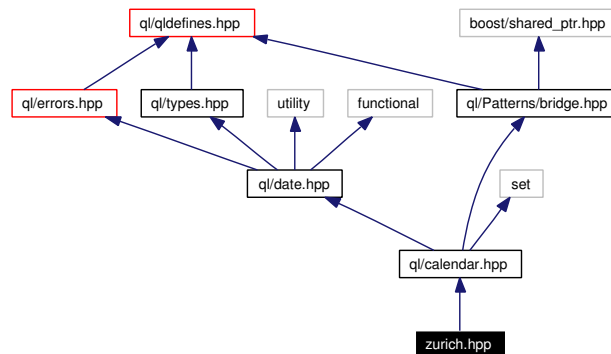 ql/qldefines.hpp
boost/shared_ptr.hpp
ql/errors.hpp
ql/types.hpp
utility
functional
ql/Patterns/bridge.hpp
ql/date.hpp
set
ql/calendar.hpp
zurich.hpp